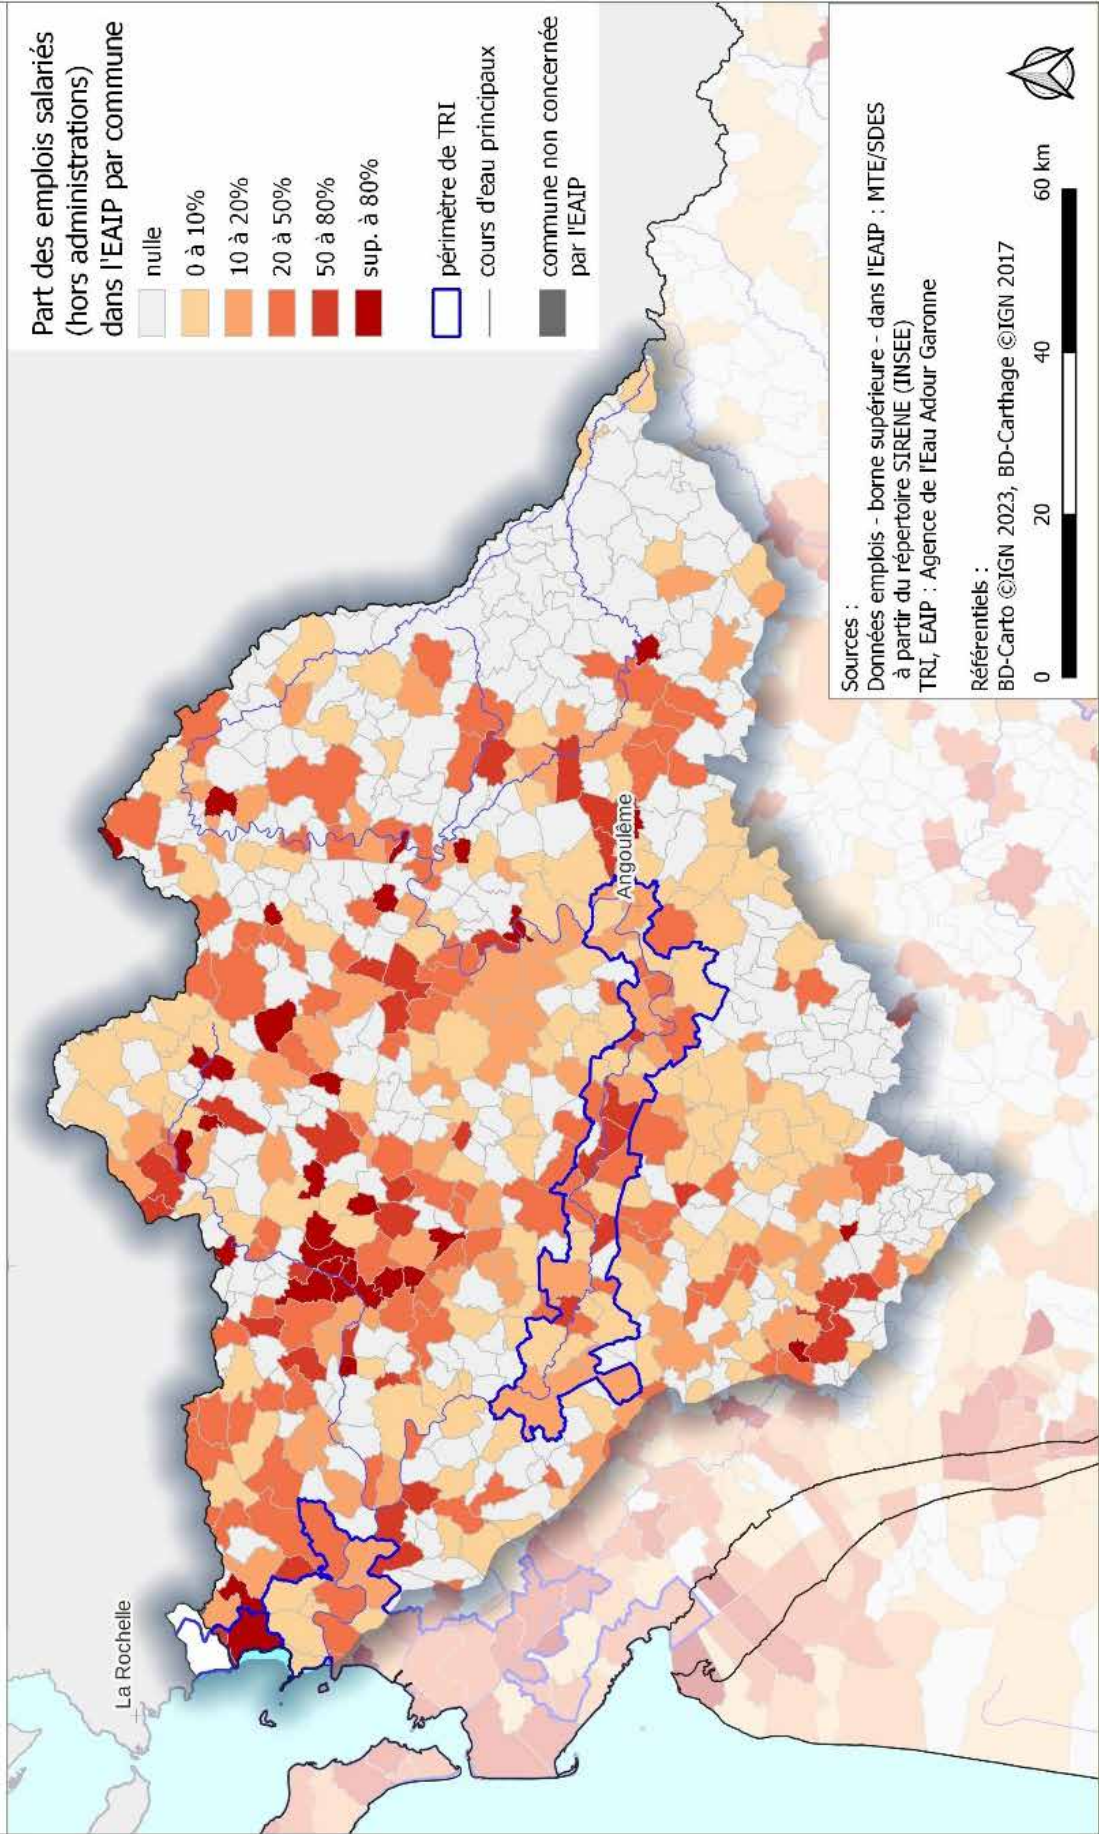 Part des emplois salariés
(hors administrations)
dans l'EAIP par commune
nulle
0 à 10%
10 à 20%
20 à 50%
50 à 80%
sup. à 80%
périmètre de TRI
cours d'eau principaux
commune non concernée
par l'EAIP
La Rochelle
Angoulême
Sources :
Données emplois - borne supérieure - dans l'EAIP : MTE/SDES
à partir du répertoire SIRENE (INSEE)
TRI, EAIP : Agence de l'Eau Adour Garonne
Référentiels :
BD-Carto ©IGN 2023, BD-Carthage ©IGN 2017
0 20 40 60 km